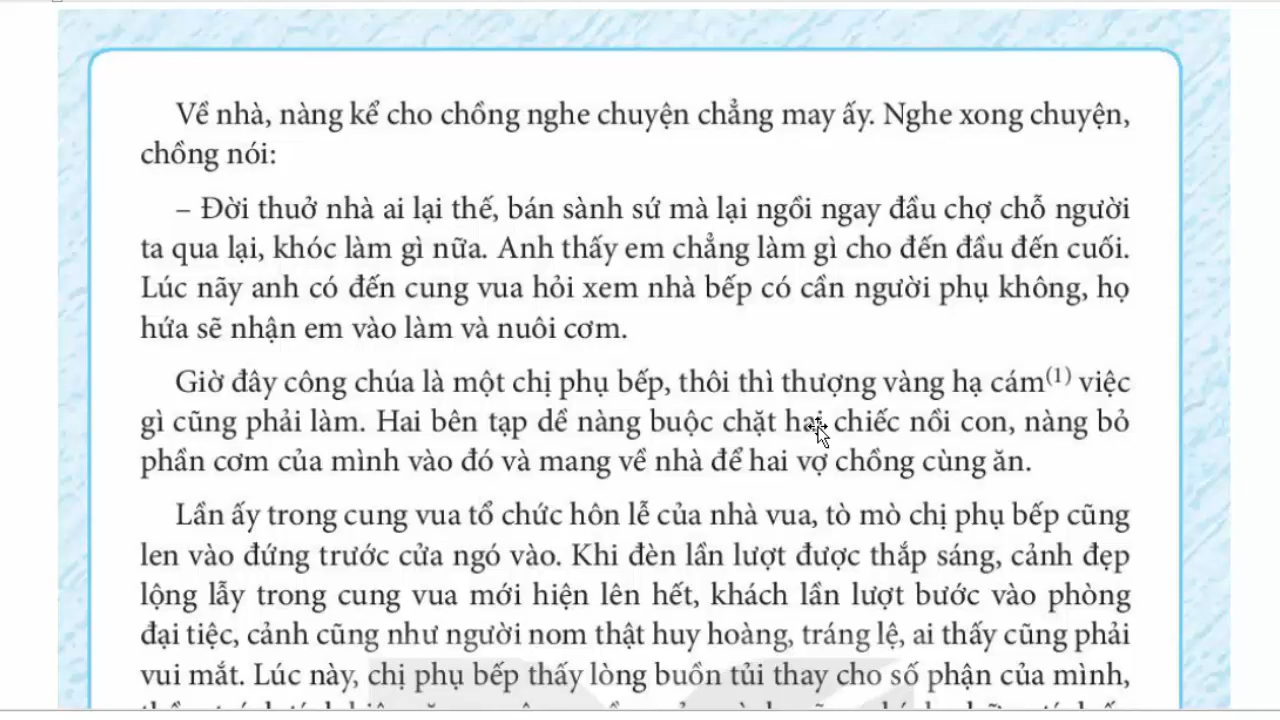 Về nhà, nàng kể cho chồng nghe chuyện chẳng may ấy. Nghe xong chuyện,
chồng nói:
– Đời thuở nhà ai lại thế, bán sành sứ mà lại ngồi ngay đầu chợ chỗ người
ta qua lại, khóc làm gì nữa. Anh thấy em chẳng làm gì cho đến đầu đến cuối.
Lúc nãy anh có đến cung vua hỏi xem nhà bếp có cần người phụ không, họ
hứa sẽ nhận em vào làm và nuôi cơm.
Giờ đây công chúa là một chị phụ bếp, thôi thì thượng vàng hạ cám(1) việc
gì cũng phải làm. Hai bên tạp dề nàng buộc chặt hai chiếc nồi con, nàng bỏ
phần cơm của mình vào đó và mang về nhà để hai vợ chồng cùng ăn.
Lần ấy trong cung vua tổ chức hôn lễ của nhà vua, tò mò chị phụ bếp cũng
len vào đứng trước cửa ngó vào. Khi đèn lần lượt được thắp sáng, cảnh đẹp
lộng lẫy trong cung vua mới hiện lên hết, khách lần lượt bước vào phòng
đại tiệc, cảnh cũng như người nom thật huy hoàng, tráng lệ, ai thấy cũng phải
vui mắt. Lúc này, chị phụ bếp thấy lòng buồn tủi thay cho số phận của mình,